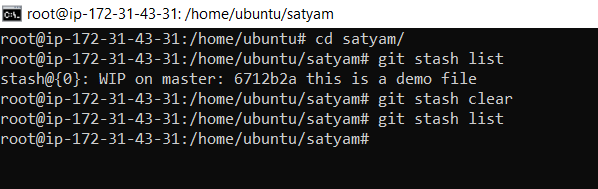 root@ip-172-31-43-31: /home/ubuntu/satyam
root@ip-172-31-43-31:/home/ubuntu# cd satyam/
root@ip-172-31-43-31:/home/ubuntu/satyam# git stash list
stash@{0}: WIP on master: 6712b2a this is a demo file
root@ip-172-31-43-31:/home/ubuntu/satyam# git stash clear
root@ip-172-31-43-31:/home/ubuntu/satyam# git stash list
root@ip-172-31-43-31:/home/ubuntu/satyam#